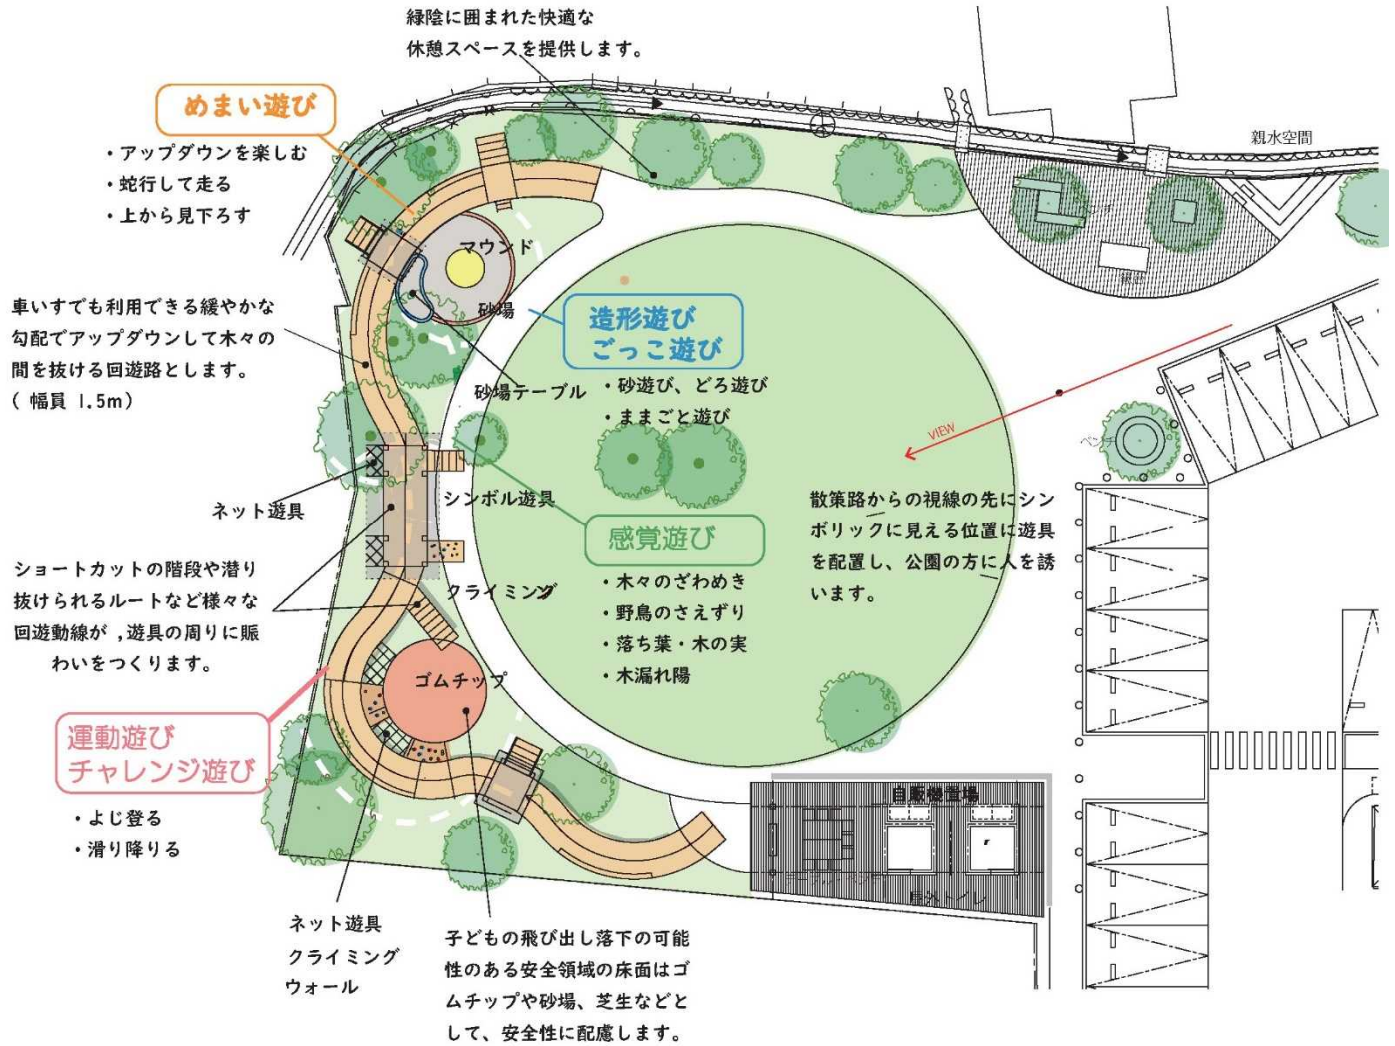 緑陰に囲まれた快適な
休憩スペースを提供します。
めまい遊び
・アップダウンを楽しむ
・蛇行して走る
・上から見下ろす
親水空間
マウンド
砂場
車いすでも利用できる緩やかな
勾配でアップダウンして木々の
間を抜ける回遊路とします。
( 幅員 1.5m)
造形遊び
ごっこ遊び
砂場テーブル
・砂遊び、どろ遊び
・ままごと遊び
VIEW
ベンチ
ネット遊具
シンボル遊具
散策路からの視線の先にシン
ボリックに見える位置に遊具
を配置し、公園の方に人を誘
います。
感覚遊び
・木々のざわめき
・野鳥のさえずり
・落ち葉・木の実
・木漏れ陽
ショートカットの階段や潜り
抜けられるルートなど様々な
回遊動線が ,遊具の周りに賑
わいをつくります。
クライミング
ゴムチップ
運動遊び
チャレンジ遊び
・よじ登る
・滑り降りる
自販機置場
屋外トイレ
ネット遊具
クライミング
ウォール
子どもの飛び出し落下の可能
性のある安全領域の床面はゴ
ムチップや砂場、芝生などと
して、安全性に配慮します。